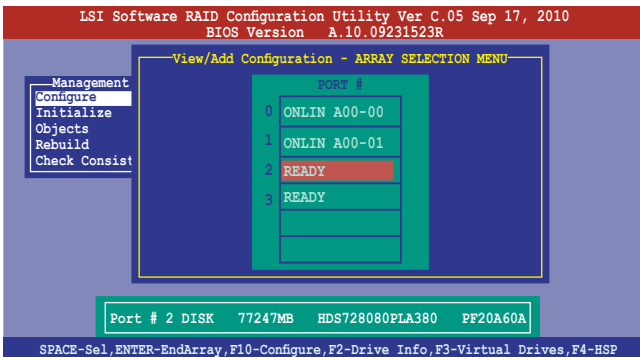 LSI Software RAID Configuration Utility Ver C.05 Sep 17, 2010
BIOS Version A.10.09231523R
View/Add Configuration - ARRAY SELECTION MENU
Management
Configure
Initialize
Objects
Rebuild
Check Consist
PORT #
0 ONLIN A00-00
1 ONLIN A00-01
2 READY
3 READY
Port # 2 DISK 77247MB HDS728080PLA380 PF20A60A
SPACE-Sel,ENTER-EndArray,F10-Configure,F2-Drive Info,F3-Virtual Drives,F4-HSP